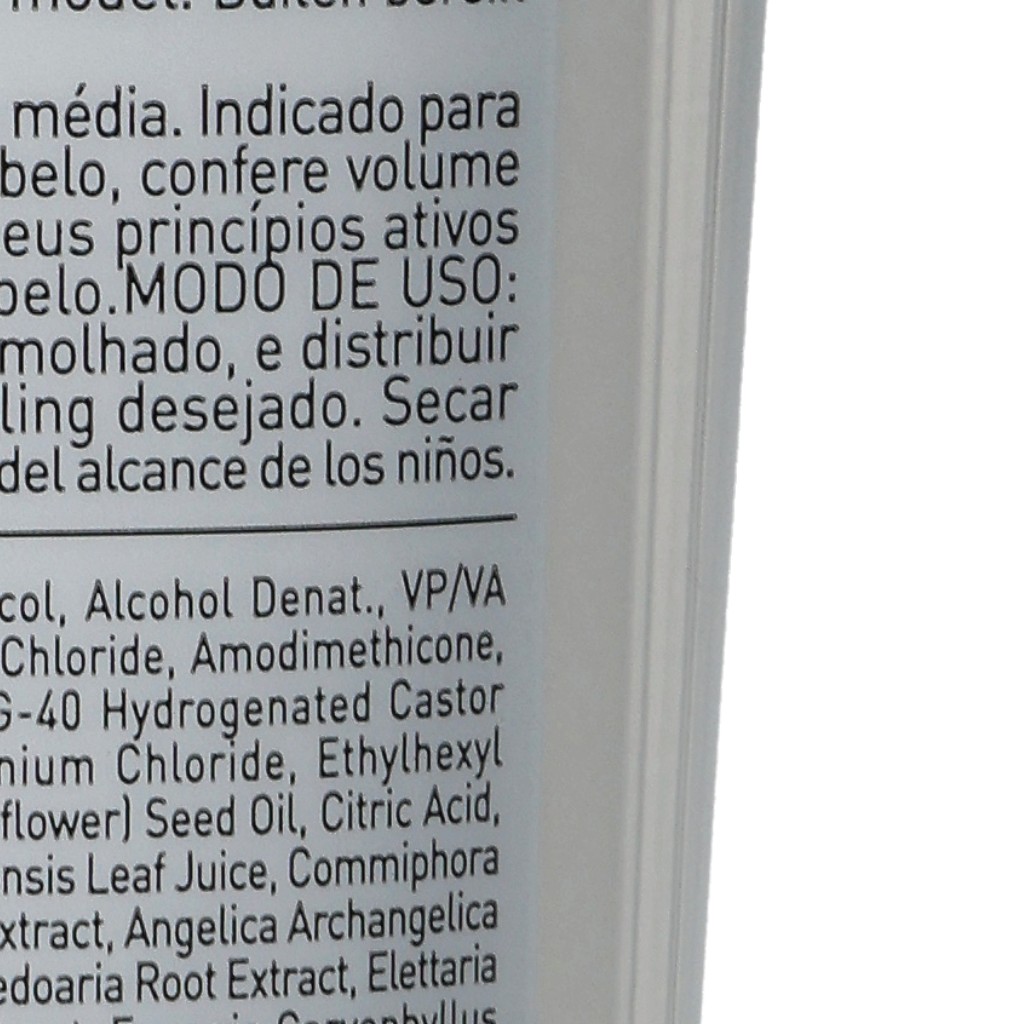 média. Indicado para
belo, confere volume
eus princípios ativos
belo.MODO DE USO:
molhado, e distribuir
ling desejado. Secar
del alcance de los niños.
col, Alcohol Denat., VP/VA
Chloride, Amodimethicone,
G-40 Hydrogenated Castor
nium Chloride, Ethylhexyl
flower) Seed Oil, Citric Acid,
nsis Leaf Juice, Commiphora
xtract, Angelica Archangelica
edoaria Root Extract, Elettaria